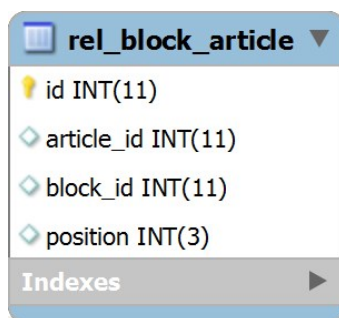 rel_block_article
id INT(11)
article_id INT(11)
block_id INT(11)
position INT(3)
Indexes